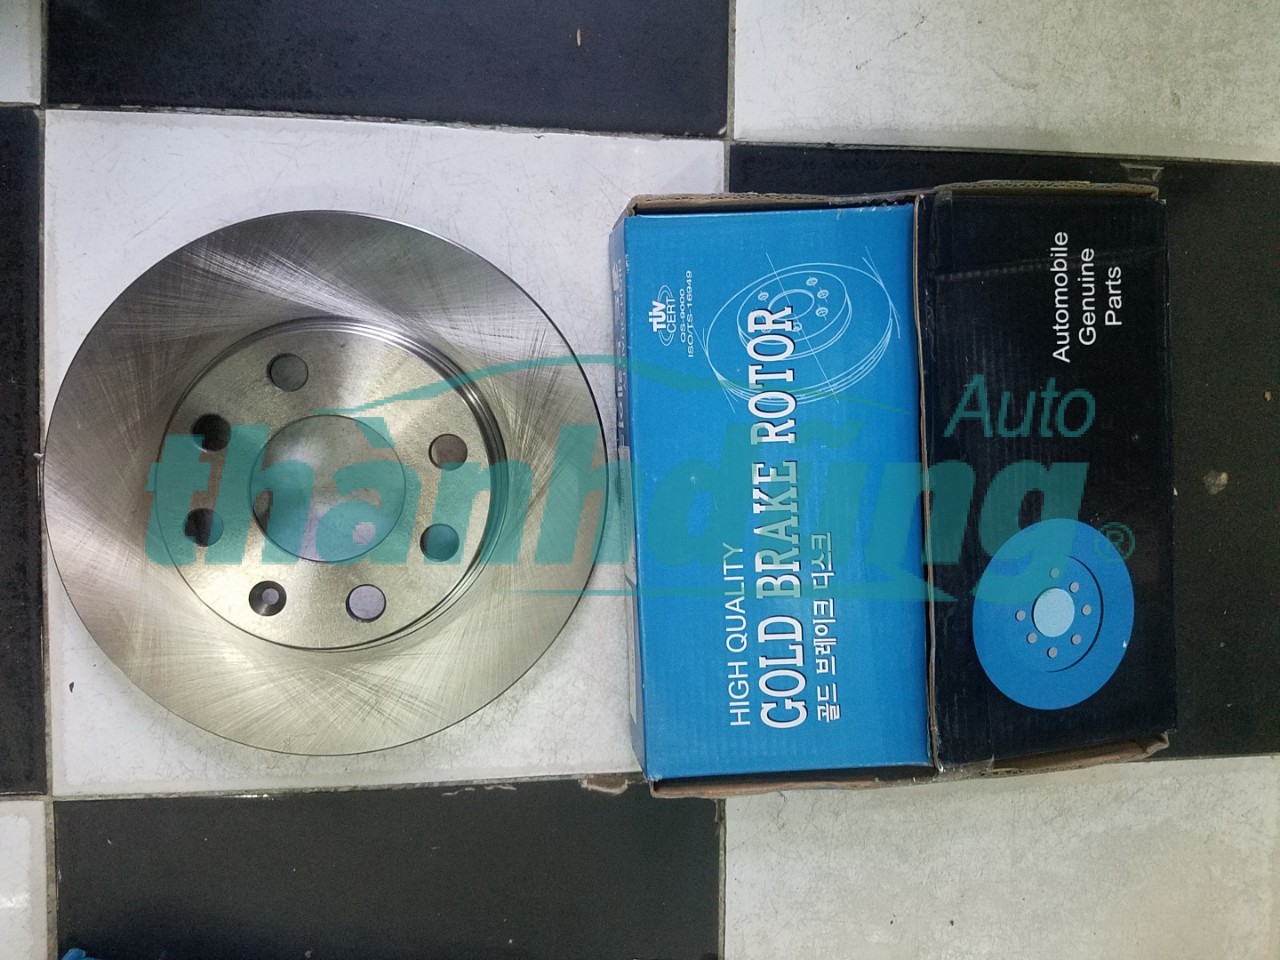 TÜV
CERT
QS-9000
ISO/TS-16949
HIGH QUALITY
GOLD BRAKE ROTOR
골드 브레이크 디스크
Automobile
Genuine
Parts
Auto
thanhdũng®